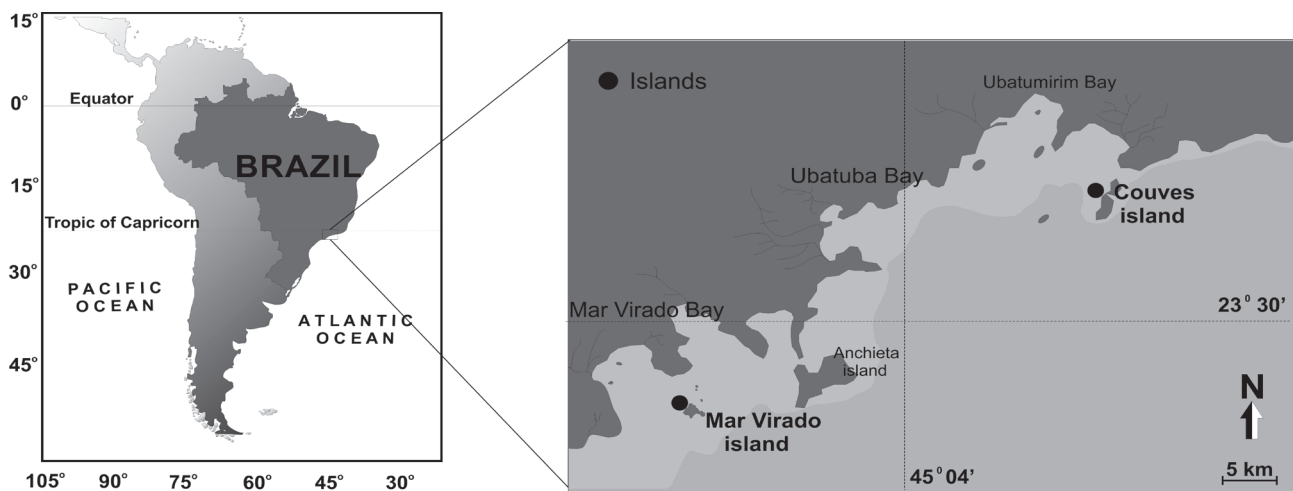 15°
Equator
0°
BRAZIL
15°
Tropic of Capricorn
30°
PACIFIC
OCEAN
ATLANTIC
OCEAN
45°
105° 90° 75° 60° 45° 30°
Islands
Ubatumirim Bay
Ubatuba Bay
Couves
island
Mar Virado Bay
23° 30’
Anchieta
island
Mar Virado
island
N
45° 04’
5 km